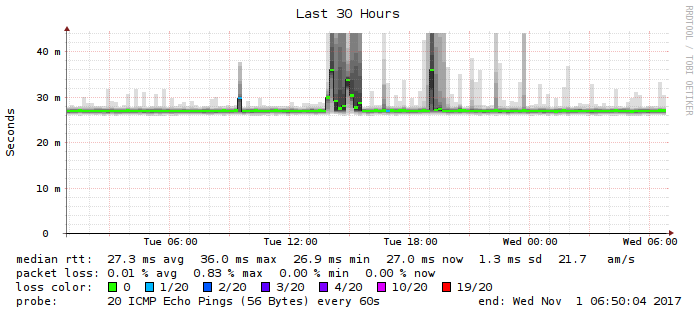 Last 30 Hours
RRDTOOL / TOBI OETIKER
Seconds
40 m
30 m
20 m
10 m
0
Tue 06:00 Tue 12:00 Tue 18:00 Wed 00:00 Wed 06:00
median rtt: 27.3 ms avg 36.0 ms max 26.9 ms min 27.0 ms now 1.3 ms sd 21.7 am/s
packet loss: 0.01 % avg 0.83 % max 0.00 % min 0.00 % now
loss color: 0 1/20 2/20 3/20 4/20 10/20 19/20
probe: 20 ICMP Echo Pings (56 Bytes) every 60s end: Wed Nov 1 06:50:04 2017